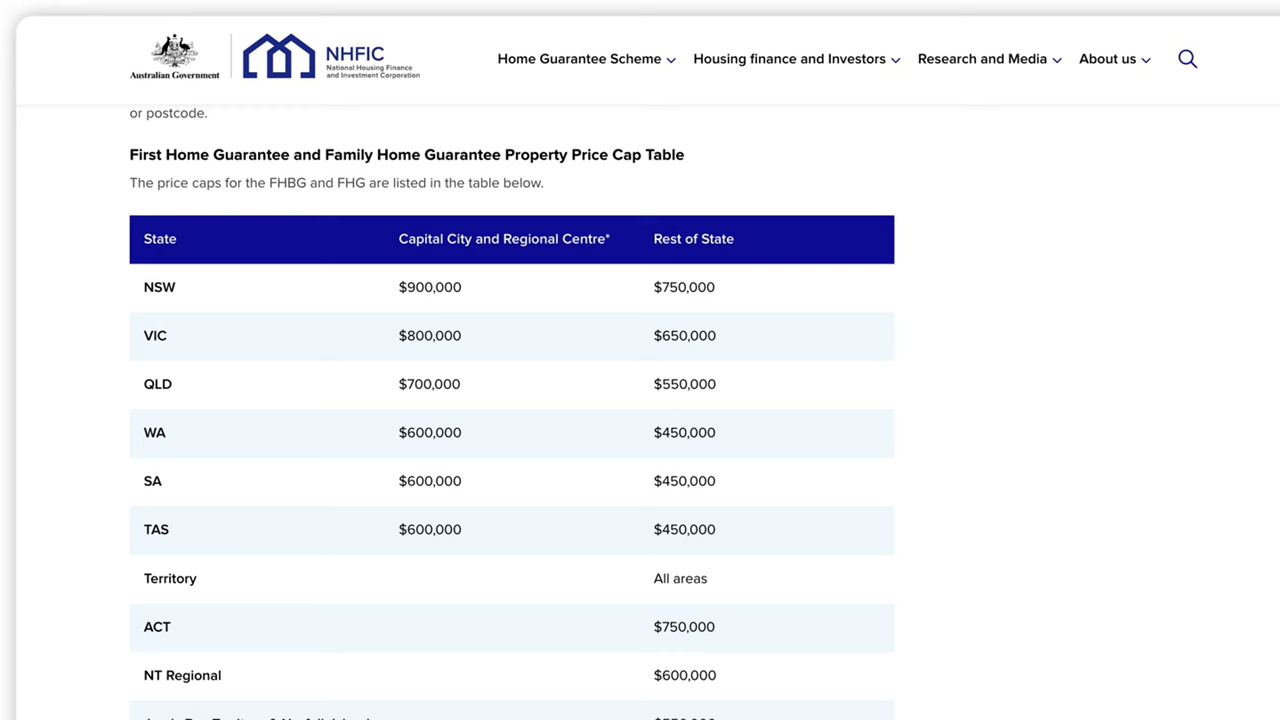 Australian Government
NHFIC
National Housing Finance
and Investment Corporation
Home Guarantee Scheme
Housing finance and Investors
Research and Media
About us
or postcode.
First Home Guarantee and Family Home Guarantee Property Price Cap Table
The price caps for the FHBG and FHG are listed in the table below.
State Capital City and Regional Centre* Rest of State
NSW $900,000 $750,000
VIC $800,000 $650,000
QLD $700,000 $550,000
WA $600,000 $450,000
SA $600,000 $450,000
TAS $600,000 $450,000
Territory All areas
ACT $750,000
NT Regional $600,000